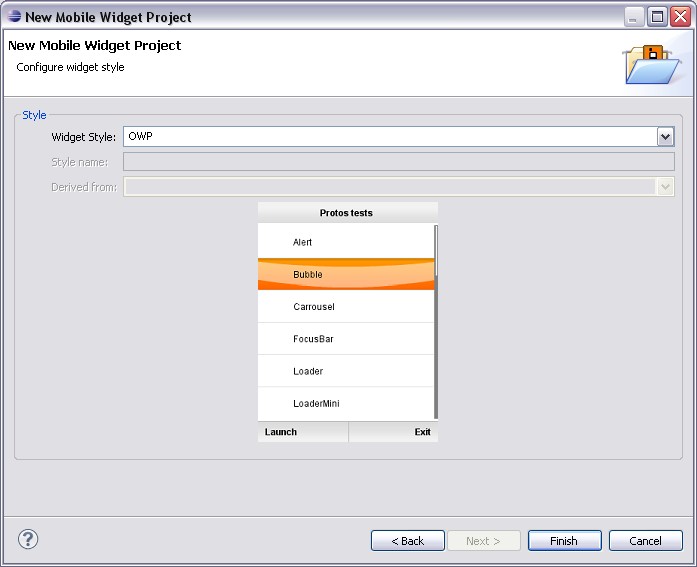 New Mobile Widget Project
New Mobile Widget Project
Configure widget style
Style
Widget Style: OWP
Style name:
Derived from:
Protos tests
Alert
Bubble
Carrousel
FocusBar
Loader
LoaderMini
Launch Exit
? < Back Next > Finish Cancel